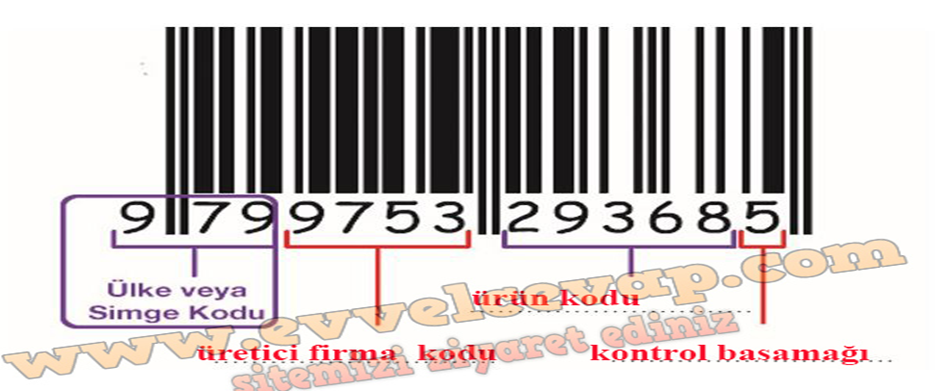 9 799753 293685
Ülke veya
Simge Kodu
ürün kodu
üretici firma kodu
kontrol basamağı
www.evvelcevap.com
sitemizi ziyaret ediniz